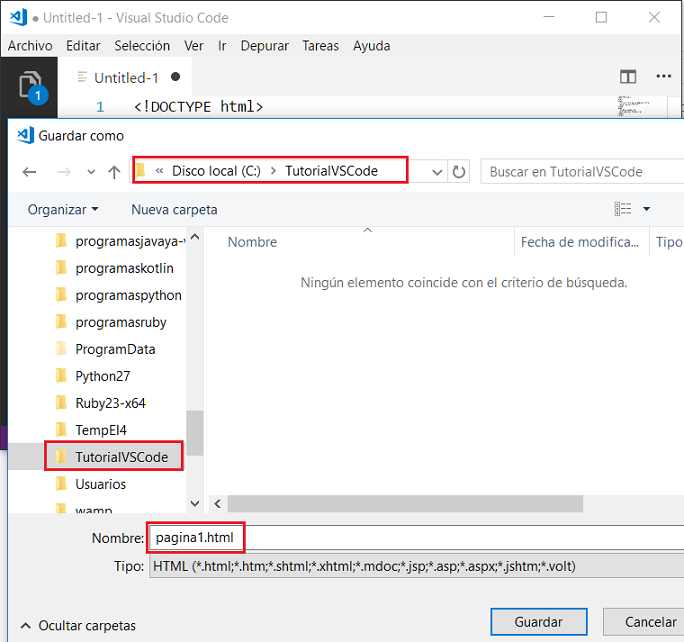 ● Untitled-1 - Visual Studio Code
Archivo Editar Selección Ver Ir Depurar Tareas Ayuda
1 Untitled-1 ●
1 <!DOCTYPE html>
Guardar como
« Disco local (C:) > TutorialVSCode Buscar en TutorialVSCode
Organizar Nueva carpeta
Nombre Fecha de modifica... Tipo
Ningún elemento coincide con el criterio de búsqueda.
programasjavaya-v
programaskotlin
programaspython
programasruby
ProgramData
Python27
Ruby23-x64
TempEI4
TutorialVSCode
Usuarios
wamp
Nombre: pagina1.html
Tipo: HTML (*.html;*.htm;*.shtml;*.xhtml;*.mdoc;*.jsp;*.asp;*.aspx;*.jshtm;*.volt)
Ocultar carpetas Guardar Cancelar